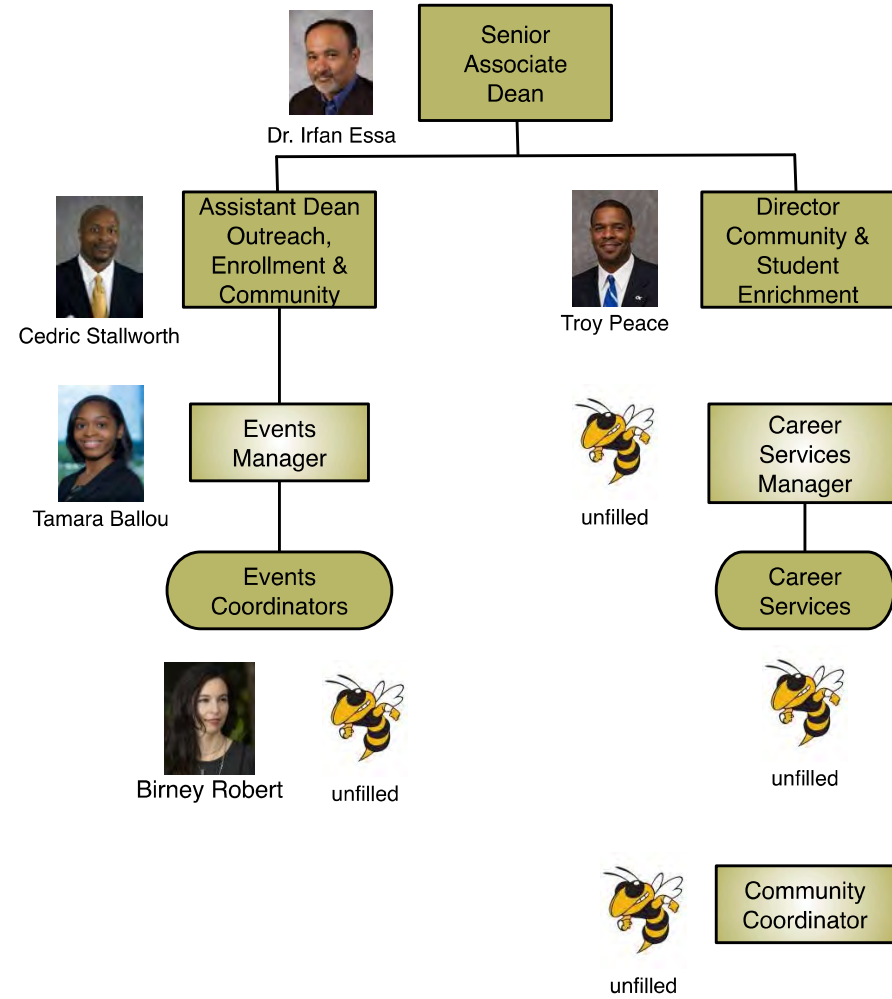 Senior
Associate
Dean
Dr. Irfan Essa
Assistant Dean
Outreach,
Enrollment &
Community
Cedric Stallworth
Director
Community &
Student
Enrichment
Troy Peace
Events
Manager
Tamara Ballou
Career
Services
Manager
unfilled
Events
Coordinators
Career
Services
Birney Robert
unfilled
unfilled
Community
Coordinator
unfilled